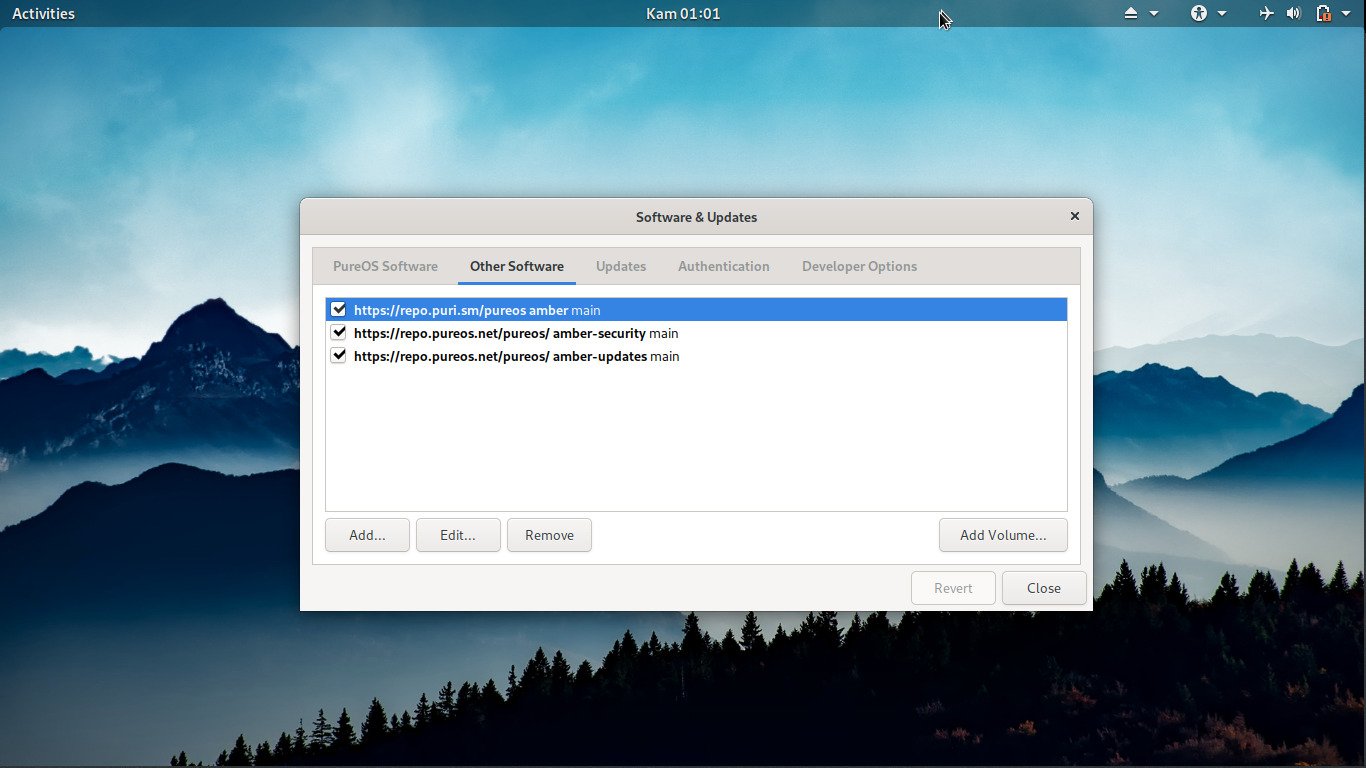 Activities
Kam 01:01
Software & Updates
PureOS Software
Other Software
Updates
Authentication
Developer Options
https://repo.puri.sm/pureos amber main
https://repo.pureos.net/pureos/ amber-security main
https://repo.pureos.net/pureos/ amber-updates main
Add...
Edit...
Remove
Add Volume...
Revert
Close